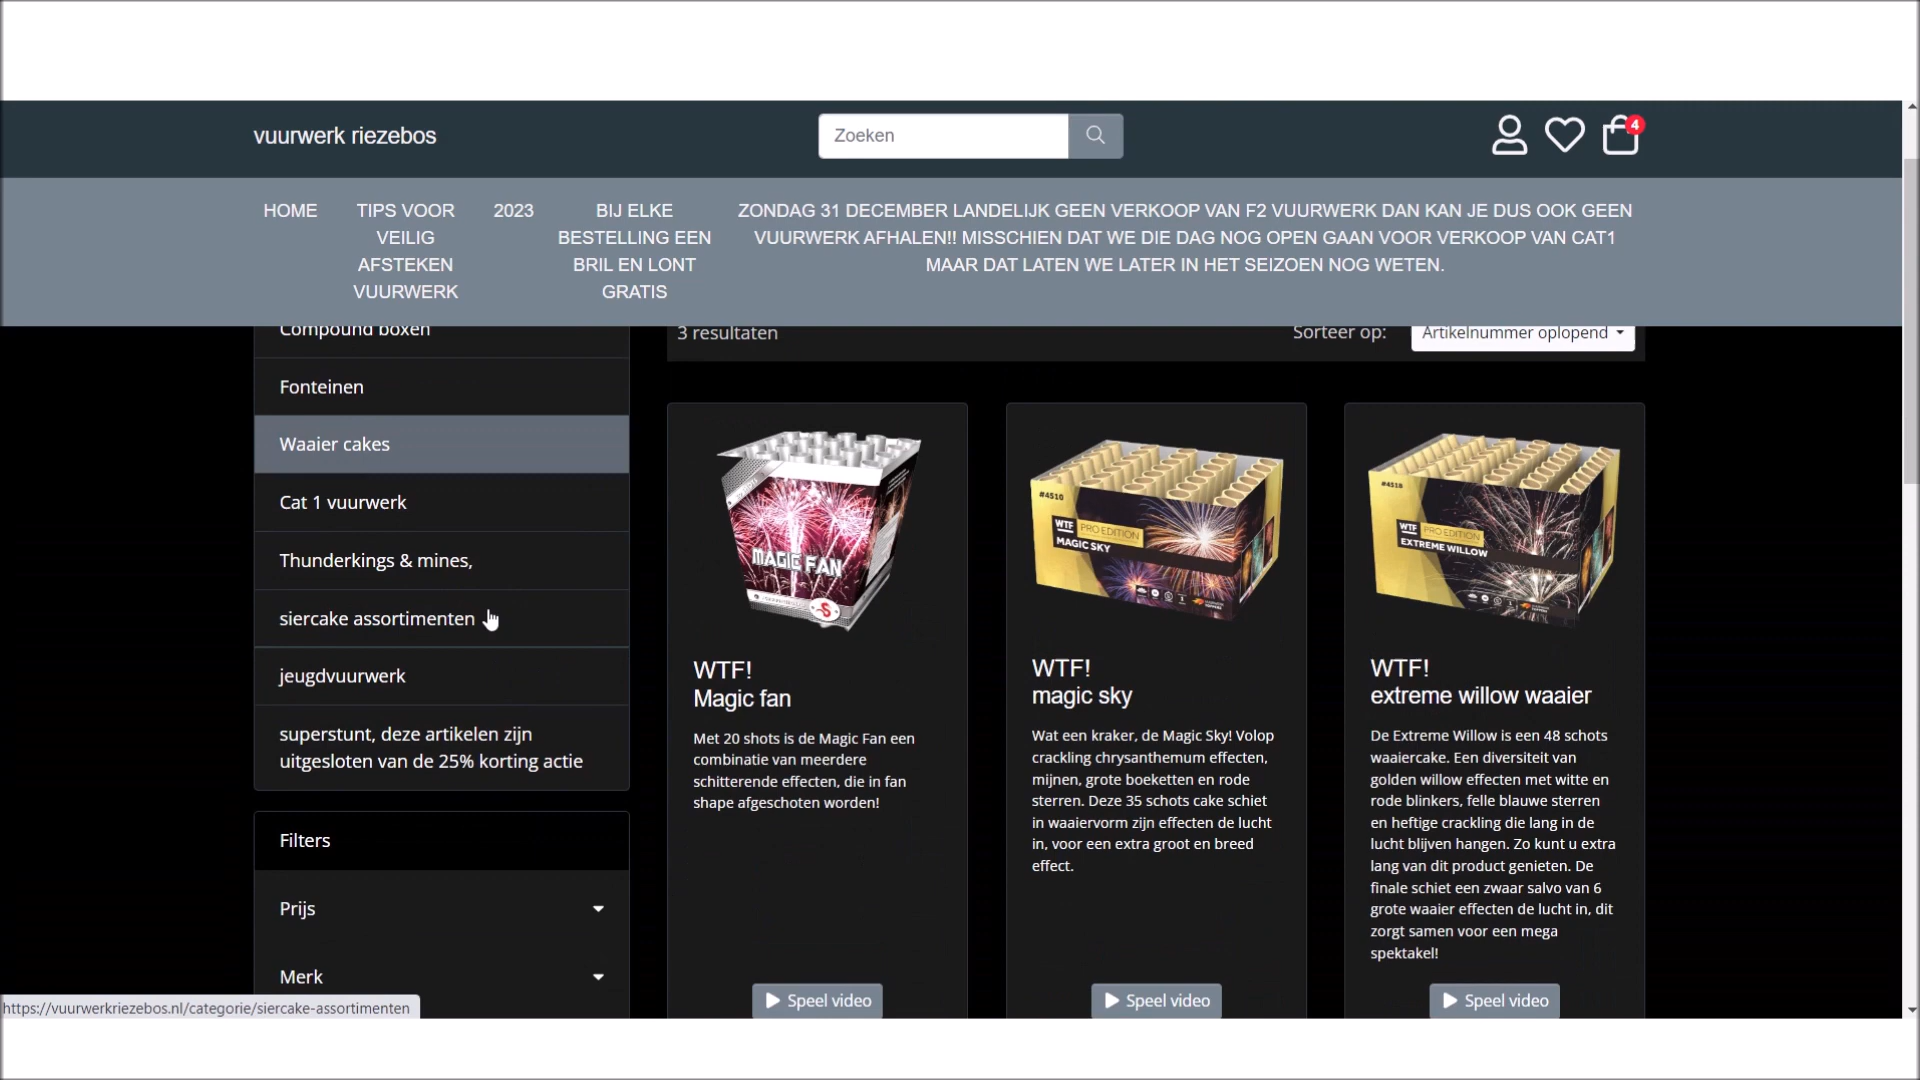 vuurwerk riezebos
Zoeken
4
HOME
TIPS VOOR
VEILIG
AFSTEKEN
VUURWERK
2023
BIJ ELKE
BESTELLING EEN
BRIL EN LONT
GRATIS
ZONDAG 31 DECEMBER LANDELIJK GEEN VERKOOP VAN F2 VUURWERK DAN KAN JE DUS OOK GEEN
VUURWERK AFHALEN!! MISSCHIEN DAT WE DIE DAG NOG OPEN GAAN VOOR VERKOOP VAN CAT1
MAAR DAT LATEN WE LATER IN HET SEIZOEN NOG WETEN.
Compound boxen
Fonteinen
Waaier cakes
Cat 1 vuurwerk
Thunderkings & mines,
siercake assortimenten
jeugdvuurwerk
superstunt, deze artikelen zijn
uitgesloten van de 25% korting actie
Filters
Prijs
Merk
3 resultaten
Sorteer op:
Artikelnummer oplopend
MAGIC FAN
WTF!
Magic fan
Met 20 shots is de Magic Fan een
combinatie van meerdere
schitterende effecten, die in fan
shape afgeschoten worden!
Speel video
#4510
WTF PRO EDITION
MAGIC SKY
WTF!
magic sky
Wat een kraker, de Magic Sky! Volop
crackling chrysanthemum effecten,
mijnen, grote boeketten en rode
sterren. Deze 35 schots cake schiet
in waaiervorm zijn effecten de lucht
in, voor een extra groot en breed
effect.
Speel video
#4518
WTF PRO EDITION
EXTREME WILLOW
WTF!
extreme willow waaier
De Extreme Willow is een 48 schots
waaiercake. Een diversiteit van
golden willow effecten met witte en
rode blinkers, felle blauwe sterren
en heftige crackling die lang in de
lucht blijven hangen. Zo kunt u extra
lang van dit product genieten. De
finale schiet een zwaar salvo van 6
grote waaier effecten de lucht in, dit
zorgt samen voor een mega
spektakel!
Speel video
https://vuurwerkriezebos.nl/categorie/siercake-assortimenten